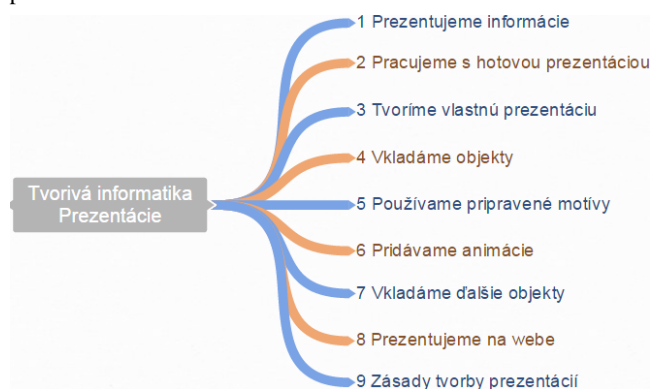 1 Prezentujeme informácie
2 Pracujeme s hotovou prezentáciou
3 Tvoríme vlastnú prezentáciu
4 Vkladáme objekty
Tvorivá informatika
Prezentácie
5 Používame pripravené motívy
6 Pridávame animácie
7 Vkladáme ďalšie objekty
8 Prezentujeme na webe
9 Zásady tvorby prezentácií